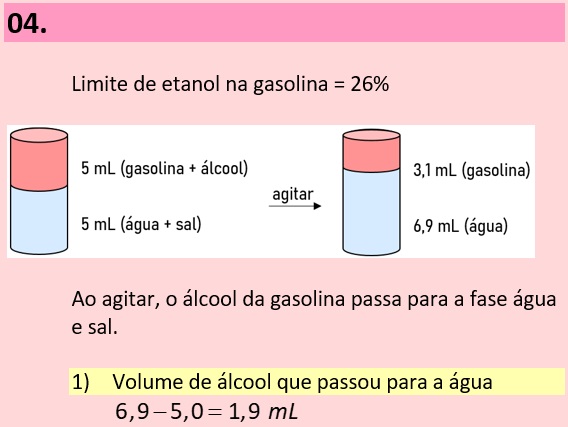 04.
Limite de etanol na gasolina = 26%
5 mL (gasolina + álcool)
5 mL (água + sal)
agitar
3,1 mL (gasolina)
6,9 mL (água)
Ao agitar, o álcool da gasolina passa para a fase água
e sal.
1) Volume de álcool que passou para a água
6,9 – 5,0 = 1,9 mL